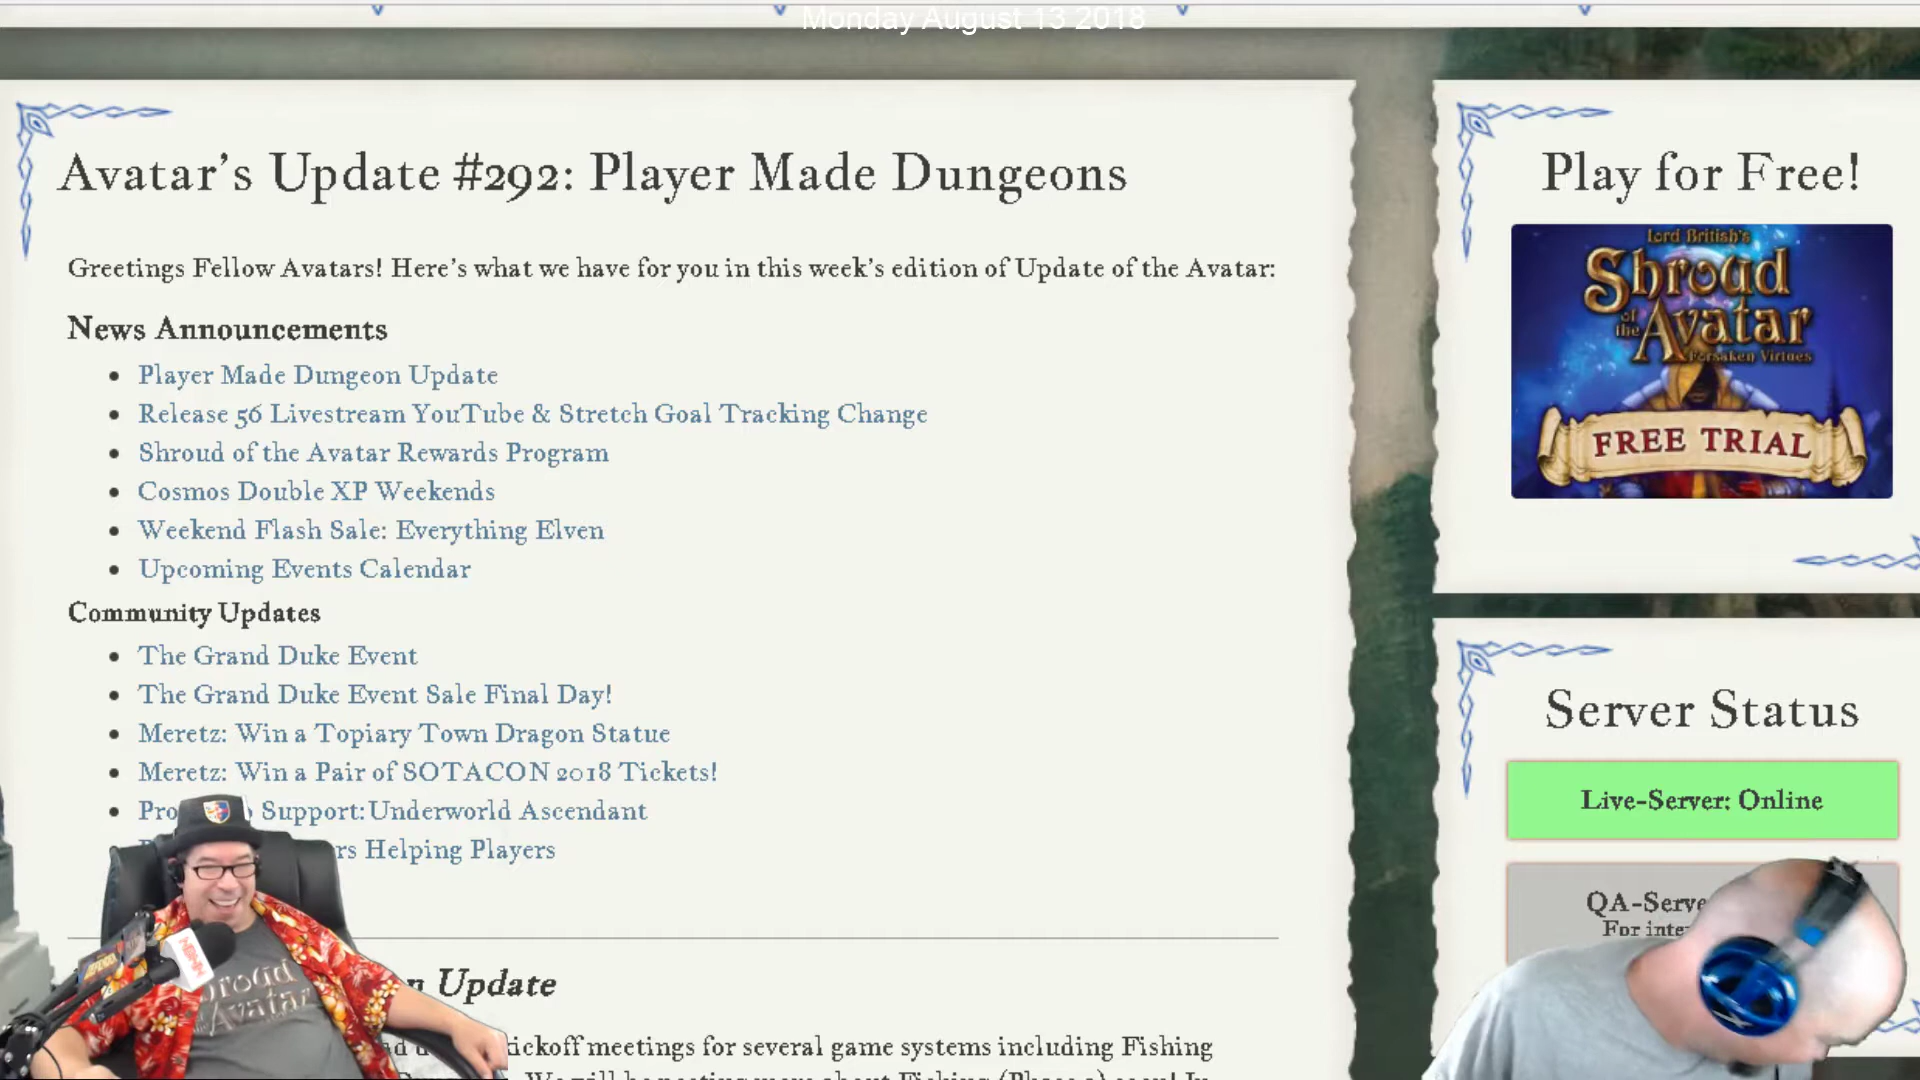 Monday August 13 2018
Avatar's Update #292: Player Made Dungeons
Greetings Fellow Avatars! Here's what we have for you in this week's edition of Update of the Avatar:
News Announcements
Player Made Dungeon Update
Release 56 Livestream YouTube & Stretch Goal Tracking Change
Shroud of the Avatar Rewards Program
Cosmos Double XP Weekends
Weekend Flash Sale: Everything Elven
Upcoming Events Calendar
Community Updates
The Grand Duke Event
The Grand Duke Event Sale Final Day!
Meretz: Win a Topiary Town Dragon Statue
Meretz: Win a Pair of SOTACON 2018 Tickets!
Support: Underworld Ascendant
Helping Players
Update
kickoff meetings for several game systems including Fishing
Play for Free!
Lord British's
Shroud
of the
Avatar
Forsaken Virtues
FREE TRIAL
Server Status
Live-Server: Online
QA-Serve
For inte
Shroud
Avatar